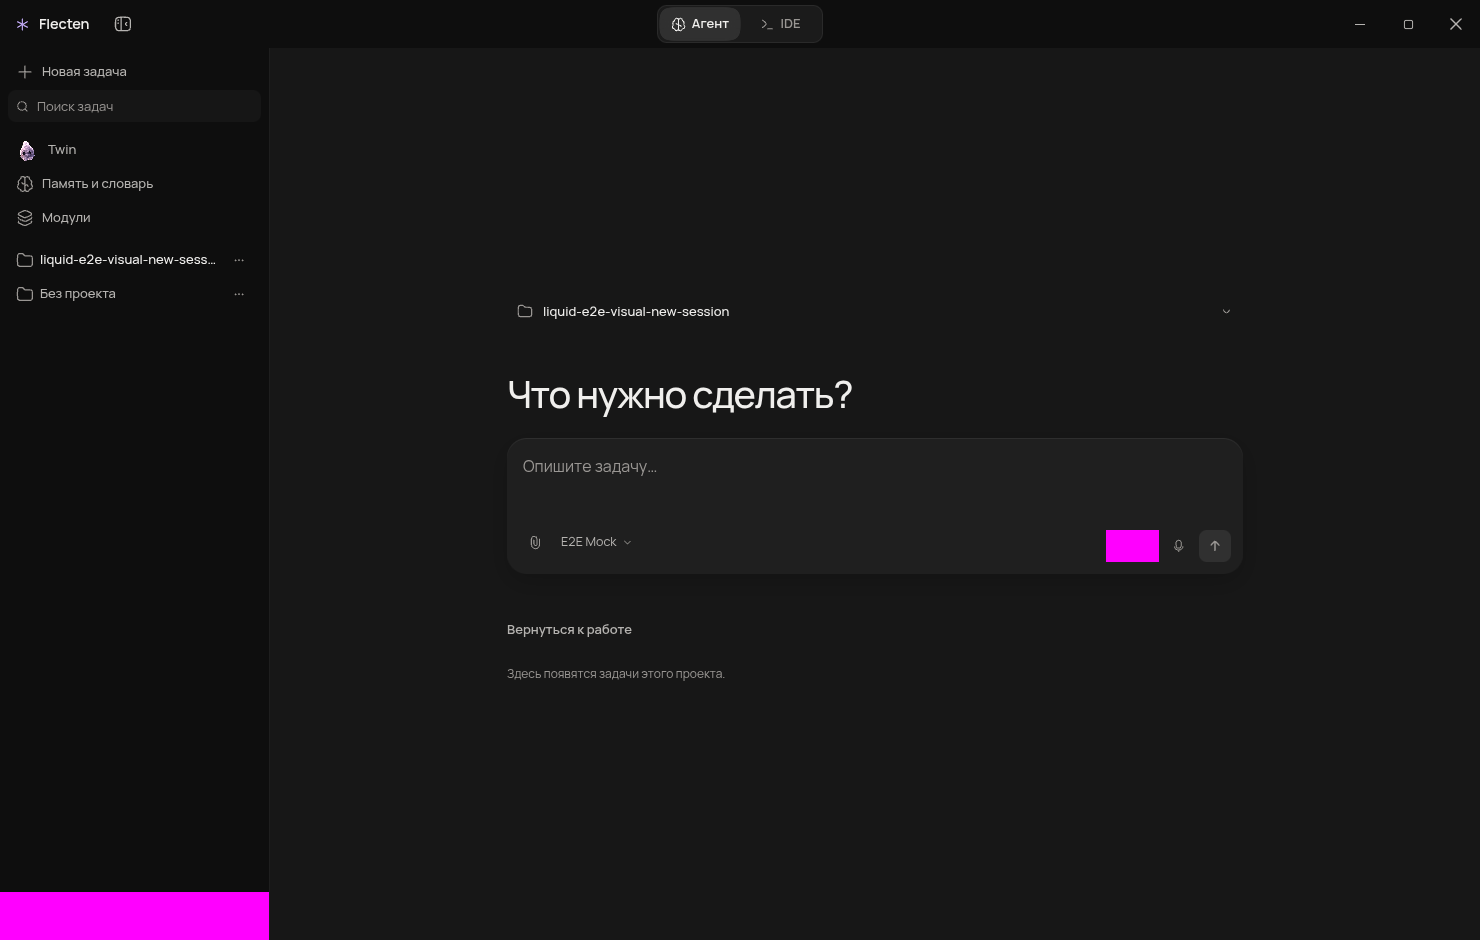 Flecten
Агент
IDE
Новая задача
Поиск задач
Twin
Память и словарь
Модули
liquid-e2e-visual-new-sess...
Без проекта
liquid-e2e-visual-new-session
Что нужно сделать?
Опишите задачу...
E2E Mock
Вернуться к работе
Здесь появятся задачи этого проекта.